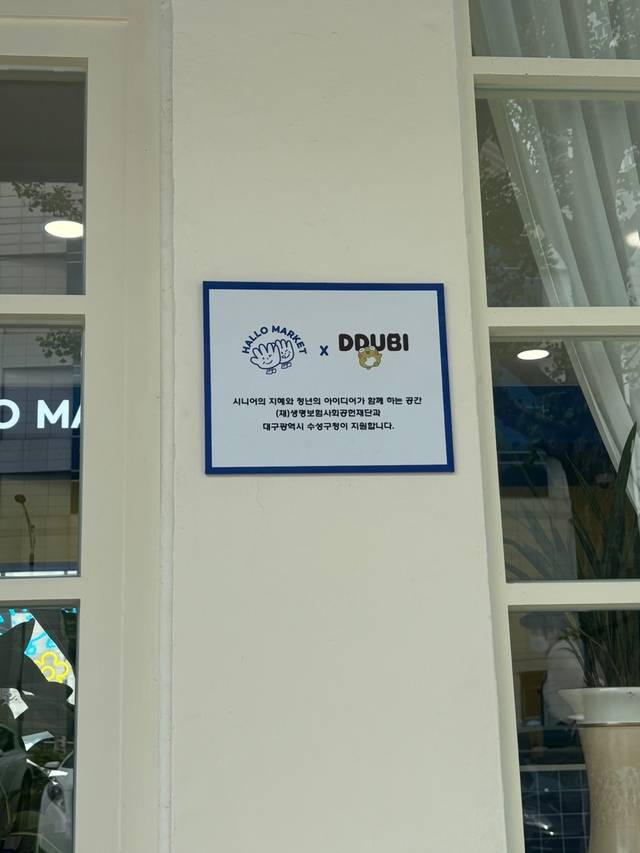 HALLO MARKET
X
DDUBI
시니어의 지혜와 청년의 아이디어가 함께 하는 공간
(재)생명보험사회공헌재단과
대구광역시 수성구청이 지원합니다.
O MA